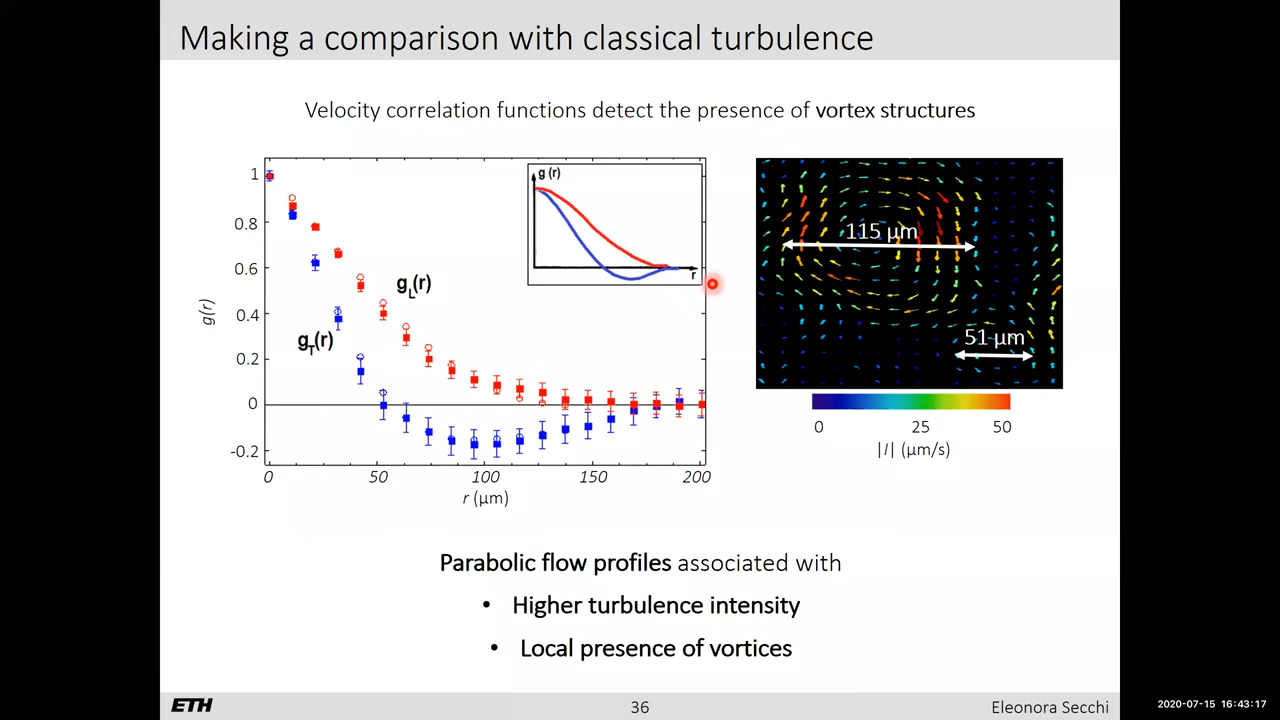 Making a comparison with classical turbulence
Velocity correlation functions detect the presence of vortex structures
1
0.8
0.6
0.4
0.2
0
-0.2
g(r)
gL(r)
gT(r)
g (r)
r
0 50 100 150 200
r (μm)
115 μm
51 μm
0 25 50
|l| (μm/s)
Parabolic flow profiles associated with
• Higher turbulence intensity
• Local presence of vortices
ETH
36
Eleonora Secchi
2020-07-15 16:43:17